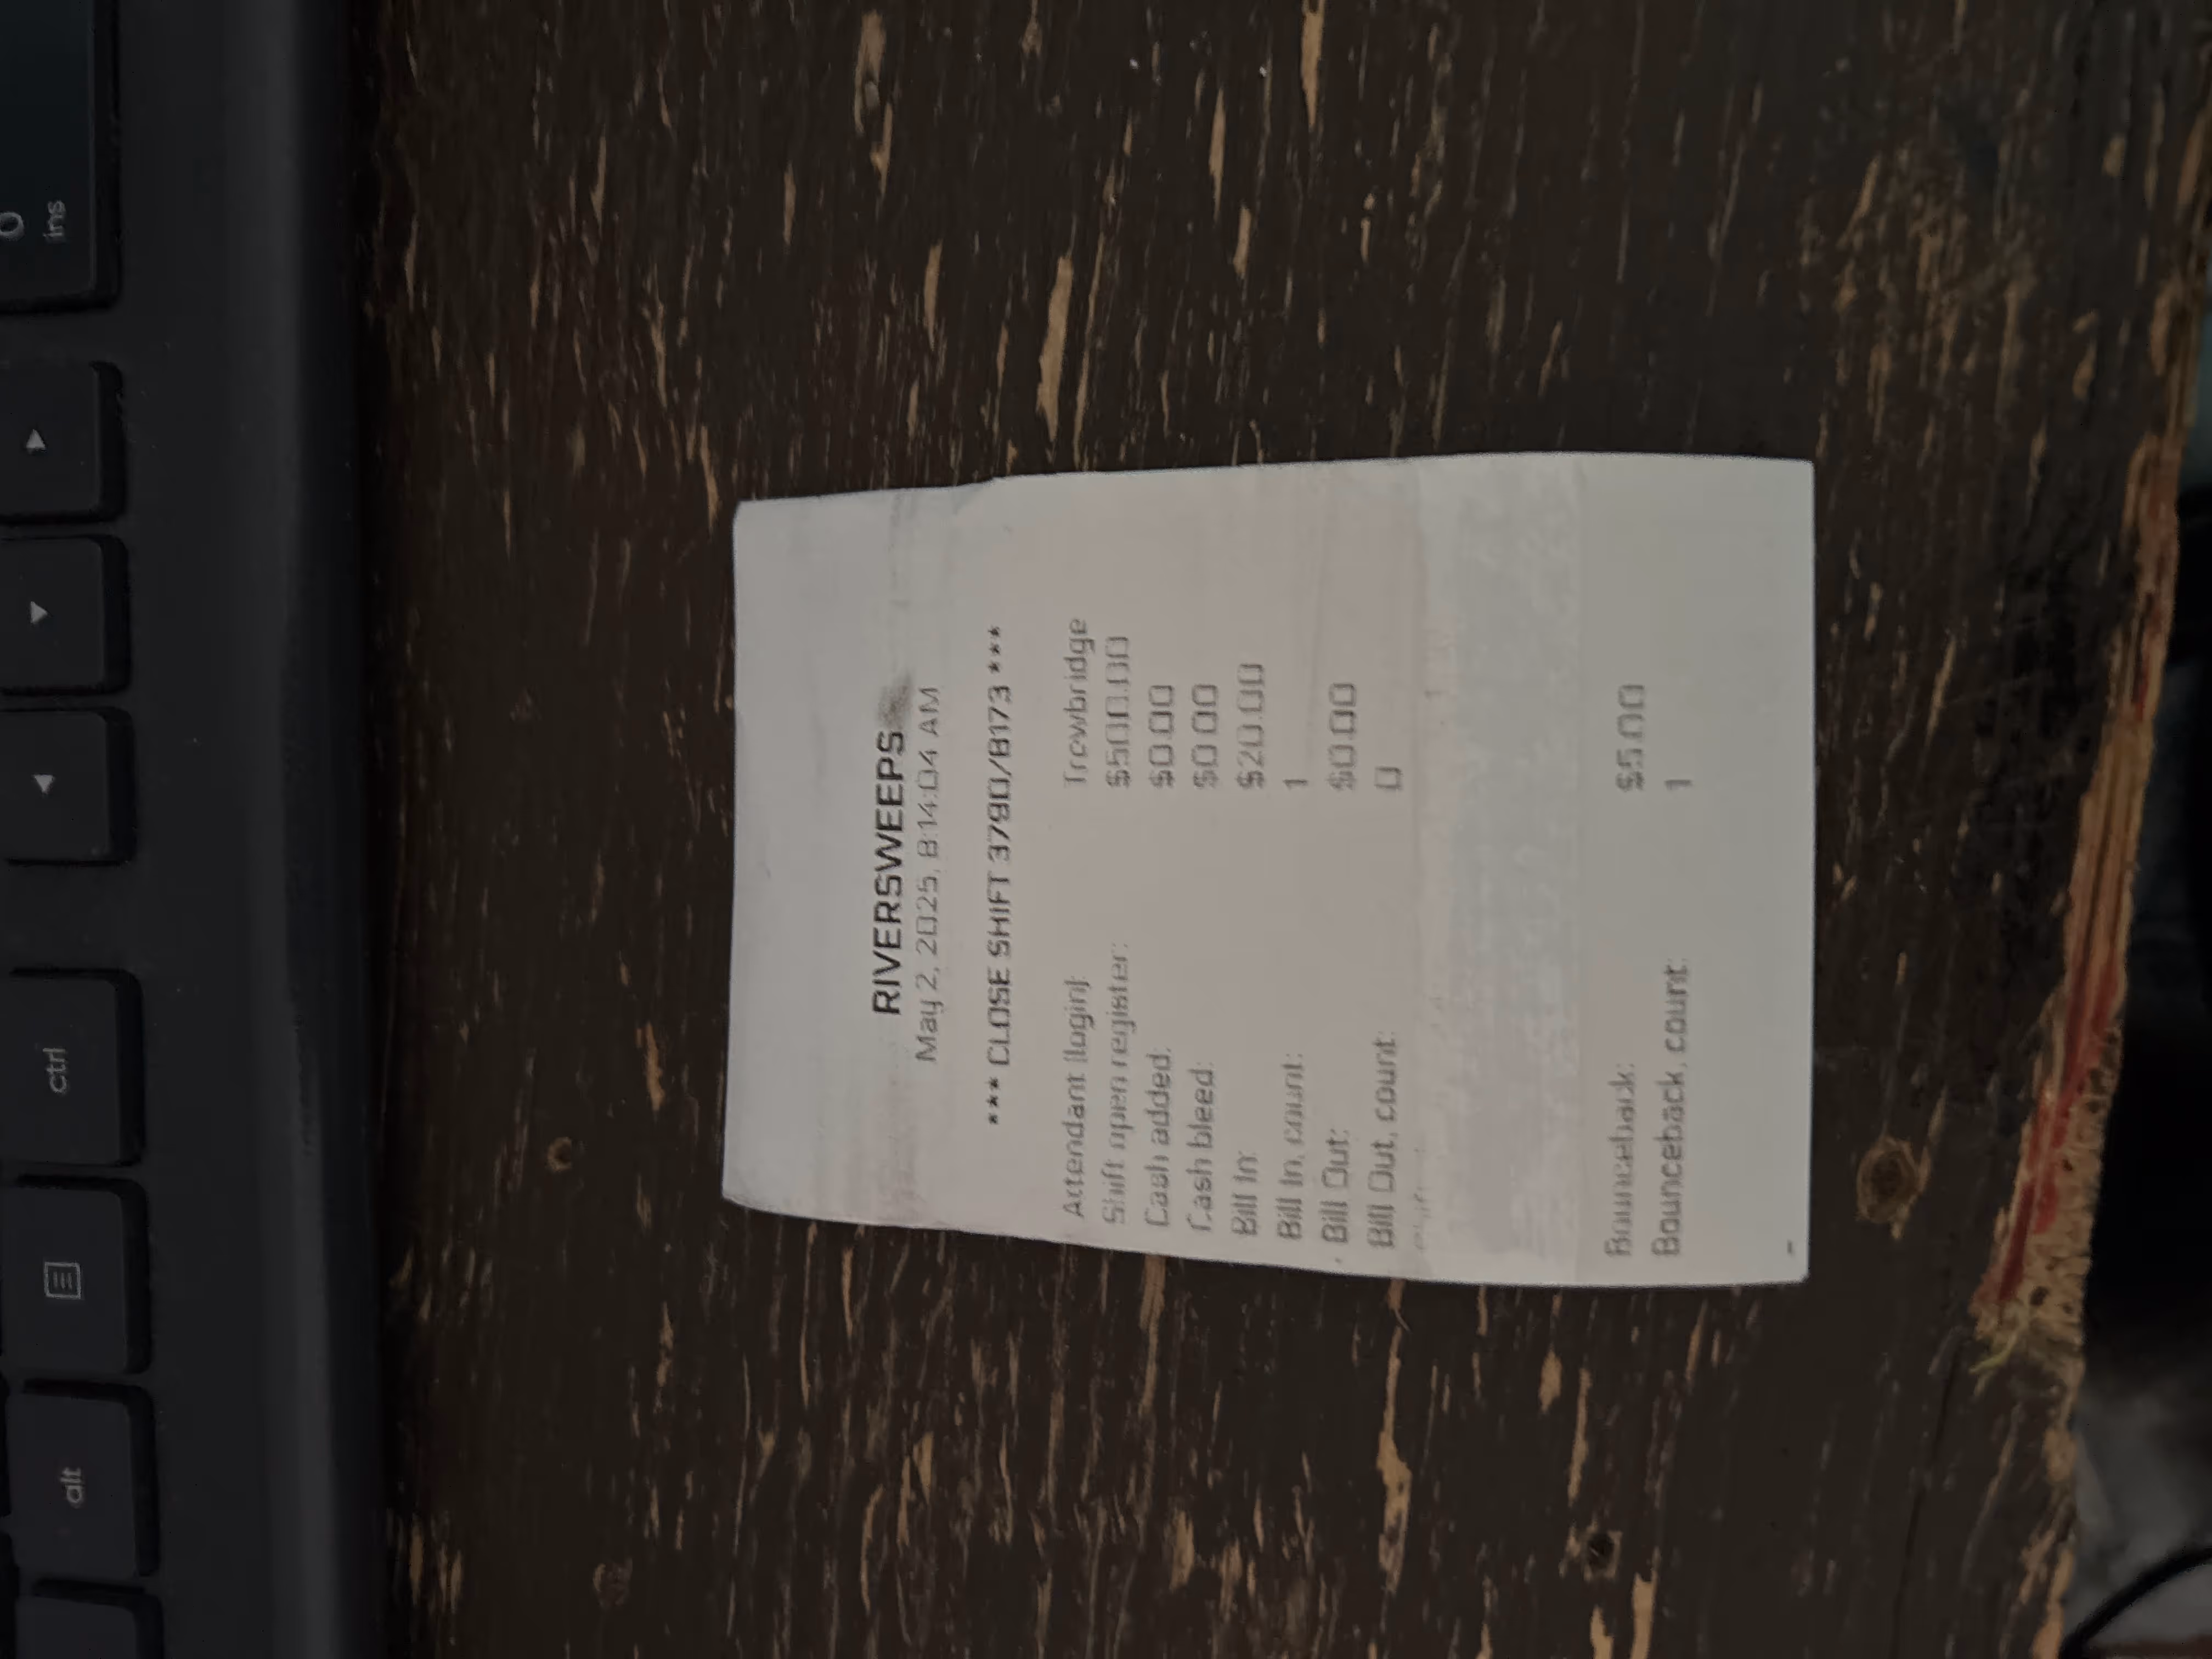 RIVERSWEEPS
May 2, 2025, 8:14:04 AM
*** CLOSE SHIFT 3790/8173 ***
Attendant (login): Trowbridge
Shift open register: $500.00
Cash added: $0.00
Cash bleed: $0.00
Bill In: $20.00
Bill In, count: 1
Bill Out: $0.00
Bill Out, count: 0
Bounceback: $5.00
Bounceback, count: 1
0
ins
ctrl
alt